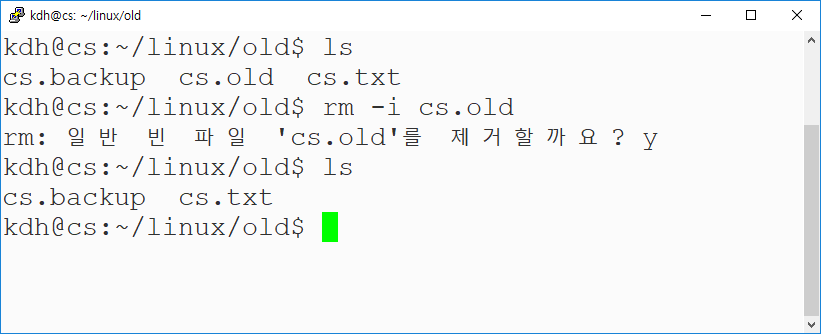 kdh@cs: ~/linux/old
kdh@cs:~/linux/old$ ls
cs.backup  cs.old  cs.txt
kdh@cs:~/linux/old$ rm -i cs.old
rm: 일반 빈 파일 'cs.old'를 제거할까요? y
kdh@cs:~/linux/old$ ls
cs.backup  cs.txt
kdh@cs:~/linux/old$